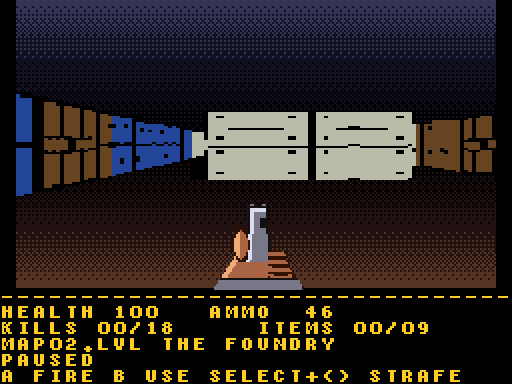 HEALTH 100 AMMO 46
KILLS 00/18 ITEMS 00/09
MAP02.LVL THE FOUNDRY
PAUSED
A FIRE B USE SELECT+<> STRAFE